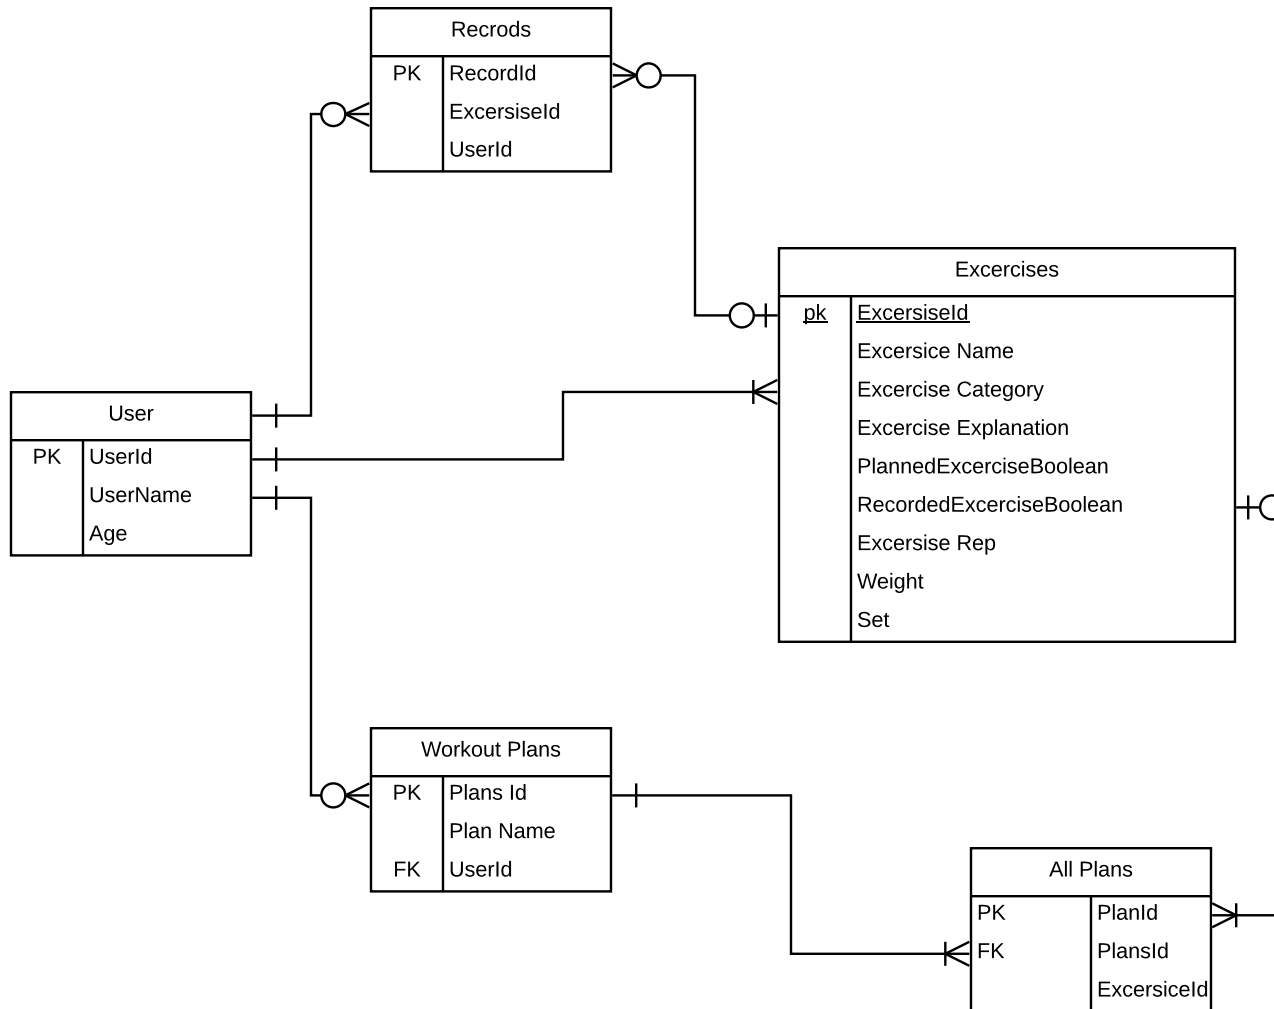 Recrods
PK RecordId
ExcersiseId
UserId
Excercises
pk ExcersiseId
Excersice Name
Excercise Category
Excercise Explanation
PlannedExcerciseBoolean
RecordedExcerciseBoolean
Excersise Rep
Weight
Set
User
PK UserId
UserName
Age
Workout Plans
PK Plans Id
Plan Name
FK UserId
All Plans
PK PlanId
FK PlansId
ExcersiceId